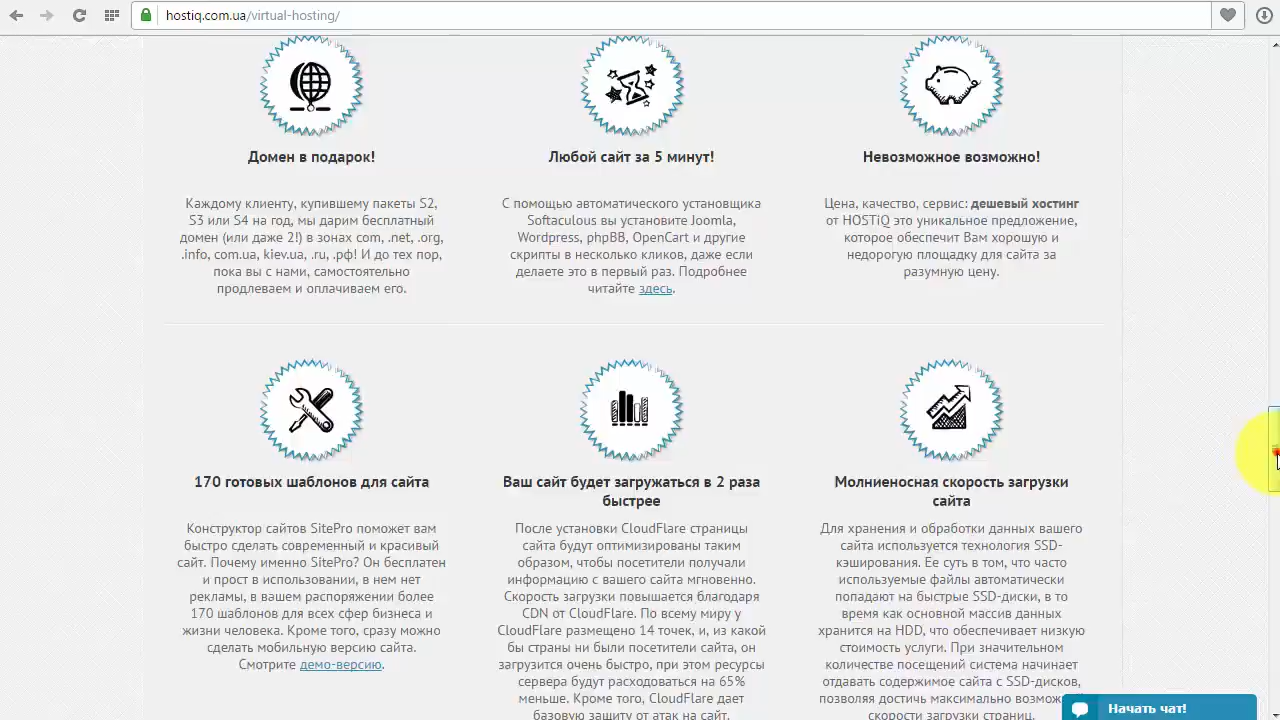 hostiq.com.ua/virtual-hosting/
Домен в подарок!
Каждому клиенту, купившему пакеты S2,
S3 или S4 на год, мы дарим бесплатный
домен (или даже 2!) в зонах com, .net, .org,
.info, com.ua, kiev.ua, .ru, .рф! И до тех пор,
пока вы с нами, самостоятельно
продлеваем и оплачиваем его.
Любой сайт за 5 минут!
С помощью автоматического установщика
Softaculous вы установите Joomla,
Wordpress, phpBB, OpenCart и другие
скрипты в несколько кликов, даже если
делаете это в первый раз. Подробнее
читайте здесь.
Невозможное возможно!
Цена, качество, сервис: дешевый хостинг
от HOSTiQ это уникальное предложение,
которое обеспечит Вам хорошую и
недорогую площадку для сайта за
разумную цену.
170 готовых шаблонов для сайта
Конструктор сайтов SitePro поможет вам
быстро сделать современный и красивый
сайт. Почему именно SitePro? Он бесплатен
и прост в использовании, в нем нет
рекламы, в вашем распоряжении более
170 шаблонов для всех сфер бизнеса и
жизни человека. Кроме того, сразу можно
сделать мобильную версию сайта.
Смотрите демо-версию.
Ваш сайт будет загружаться в 2 раза
быстрее
После установки CloudFlare страницы
сайта будут оптимизированы таким
образом, чтобы посетители получали
информацию с вашего сайта мгновенно.
Скорость загрузки повышается благодаря
CDN от CloudFlare. По всему миру у
CloudFlare размещено 14 точек, и, из какой
бы страны ни были посетители сайта, он
загрузится очень быстро, при этом ресурсы
сервера будут расходоваться на 65%
меньше. Кроме того, CloudFlare дает
базовую защиту от атак на сайт.
Молниеносная скорость загрузки
сайта
Для хранения и обработки данных вашего
сайта используется технология SSD-
кэширования. Ее суть в том, что часто
используемые файлы автоматически
попадают на быстрые SSD-диски, в то
время как основной массив данных
хранится на HDD, что обеспечивает низкую
стоимость услуги. При значительном
количестве посещений система начинает
отдавать содержимое сайта с SSD-дисков,
позволяя достичь максимально
скорости загрузки страниц.
Начать чат!